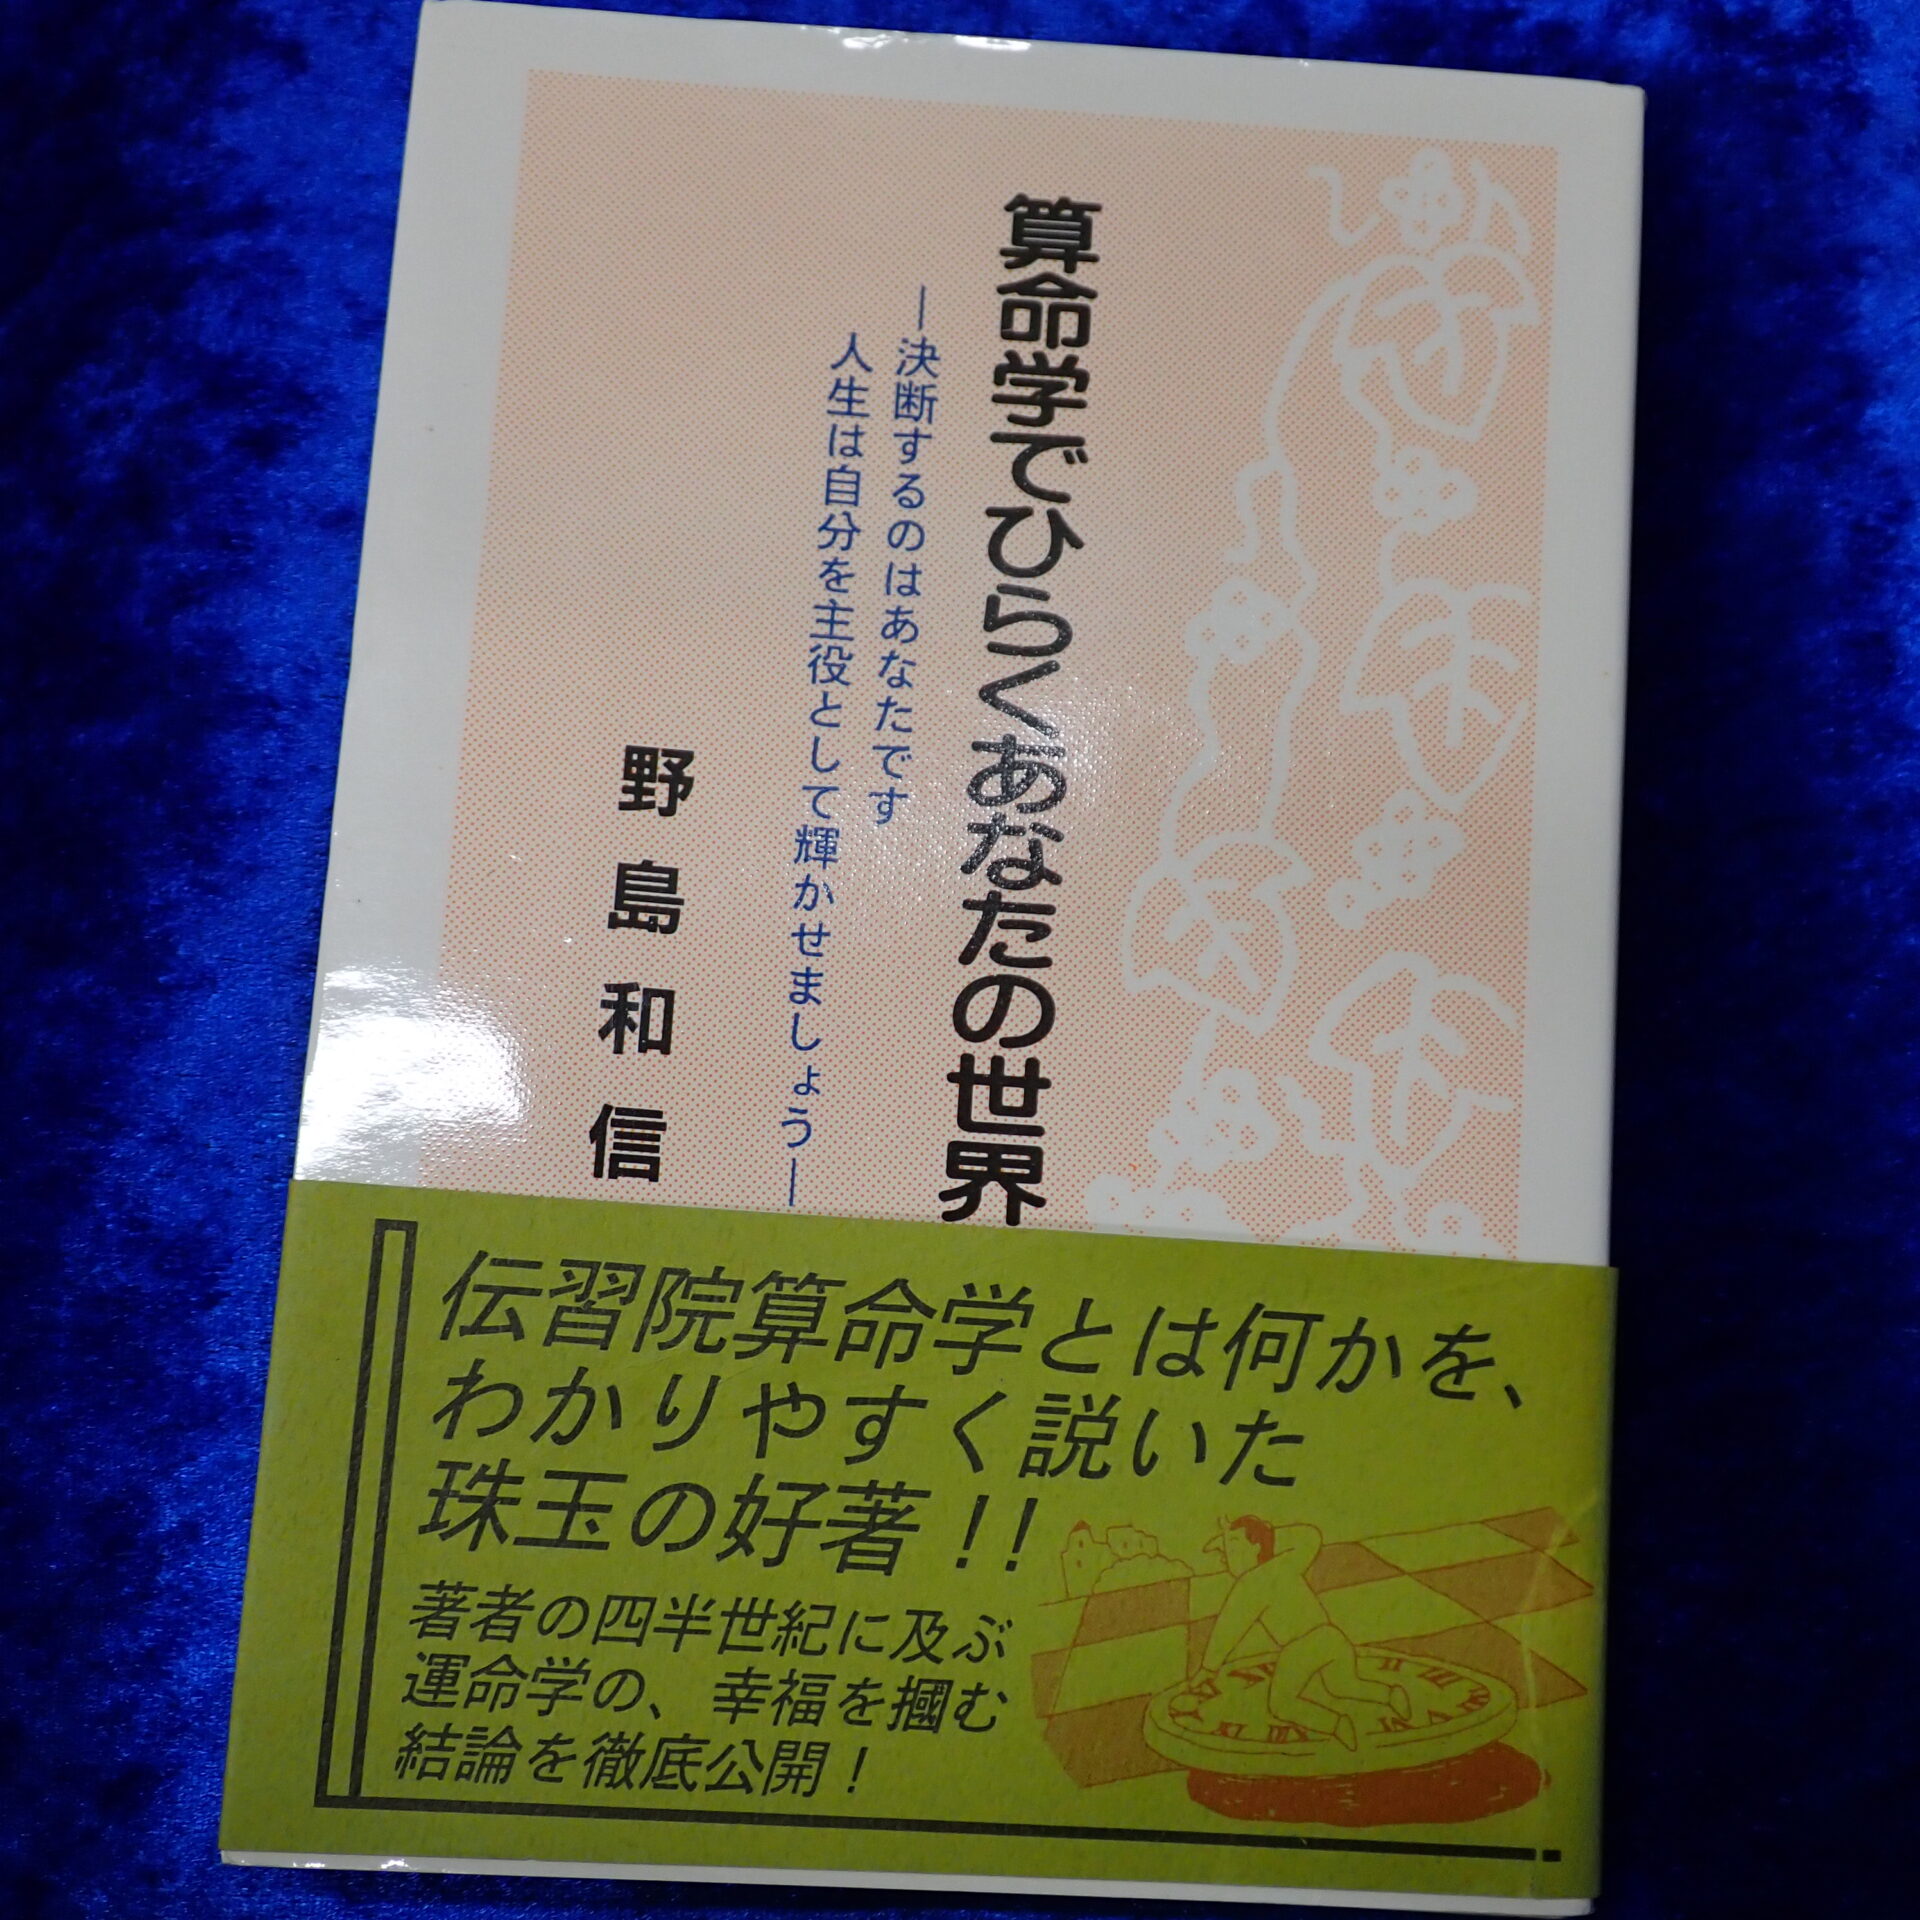 算命学でひらくあなたの世界
―決断するのはあなたです
人生は自分を主役として輝かせましょう―
野島和信
伝習院算命学とは何かを、
わかりやすく説いた
珠玉の好著!!
著者の四半世紀に及ぶ
運命学の、幸福を摑む
結論を徹底公開!